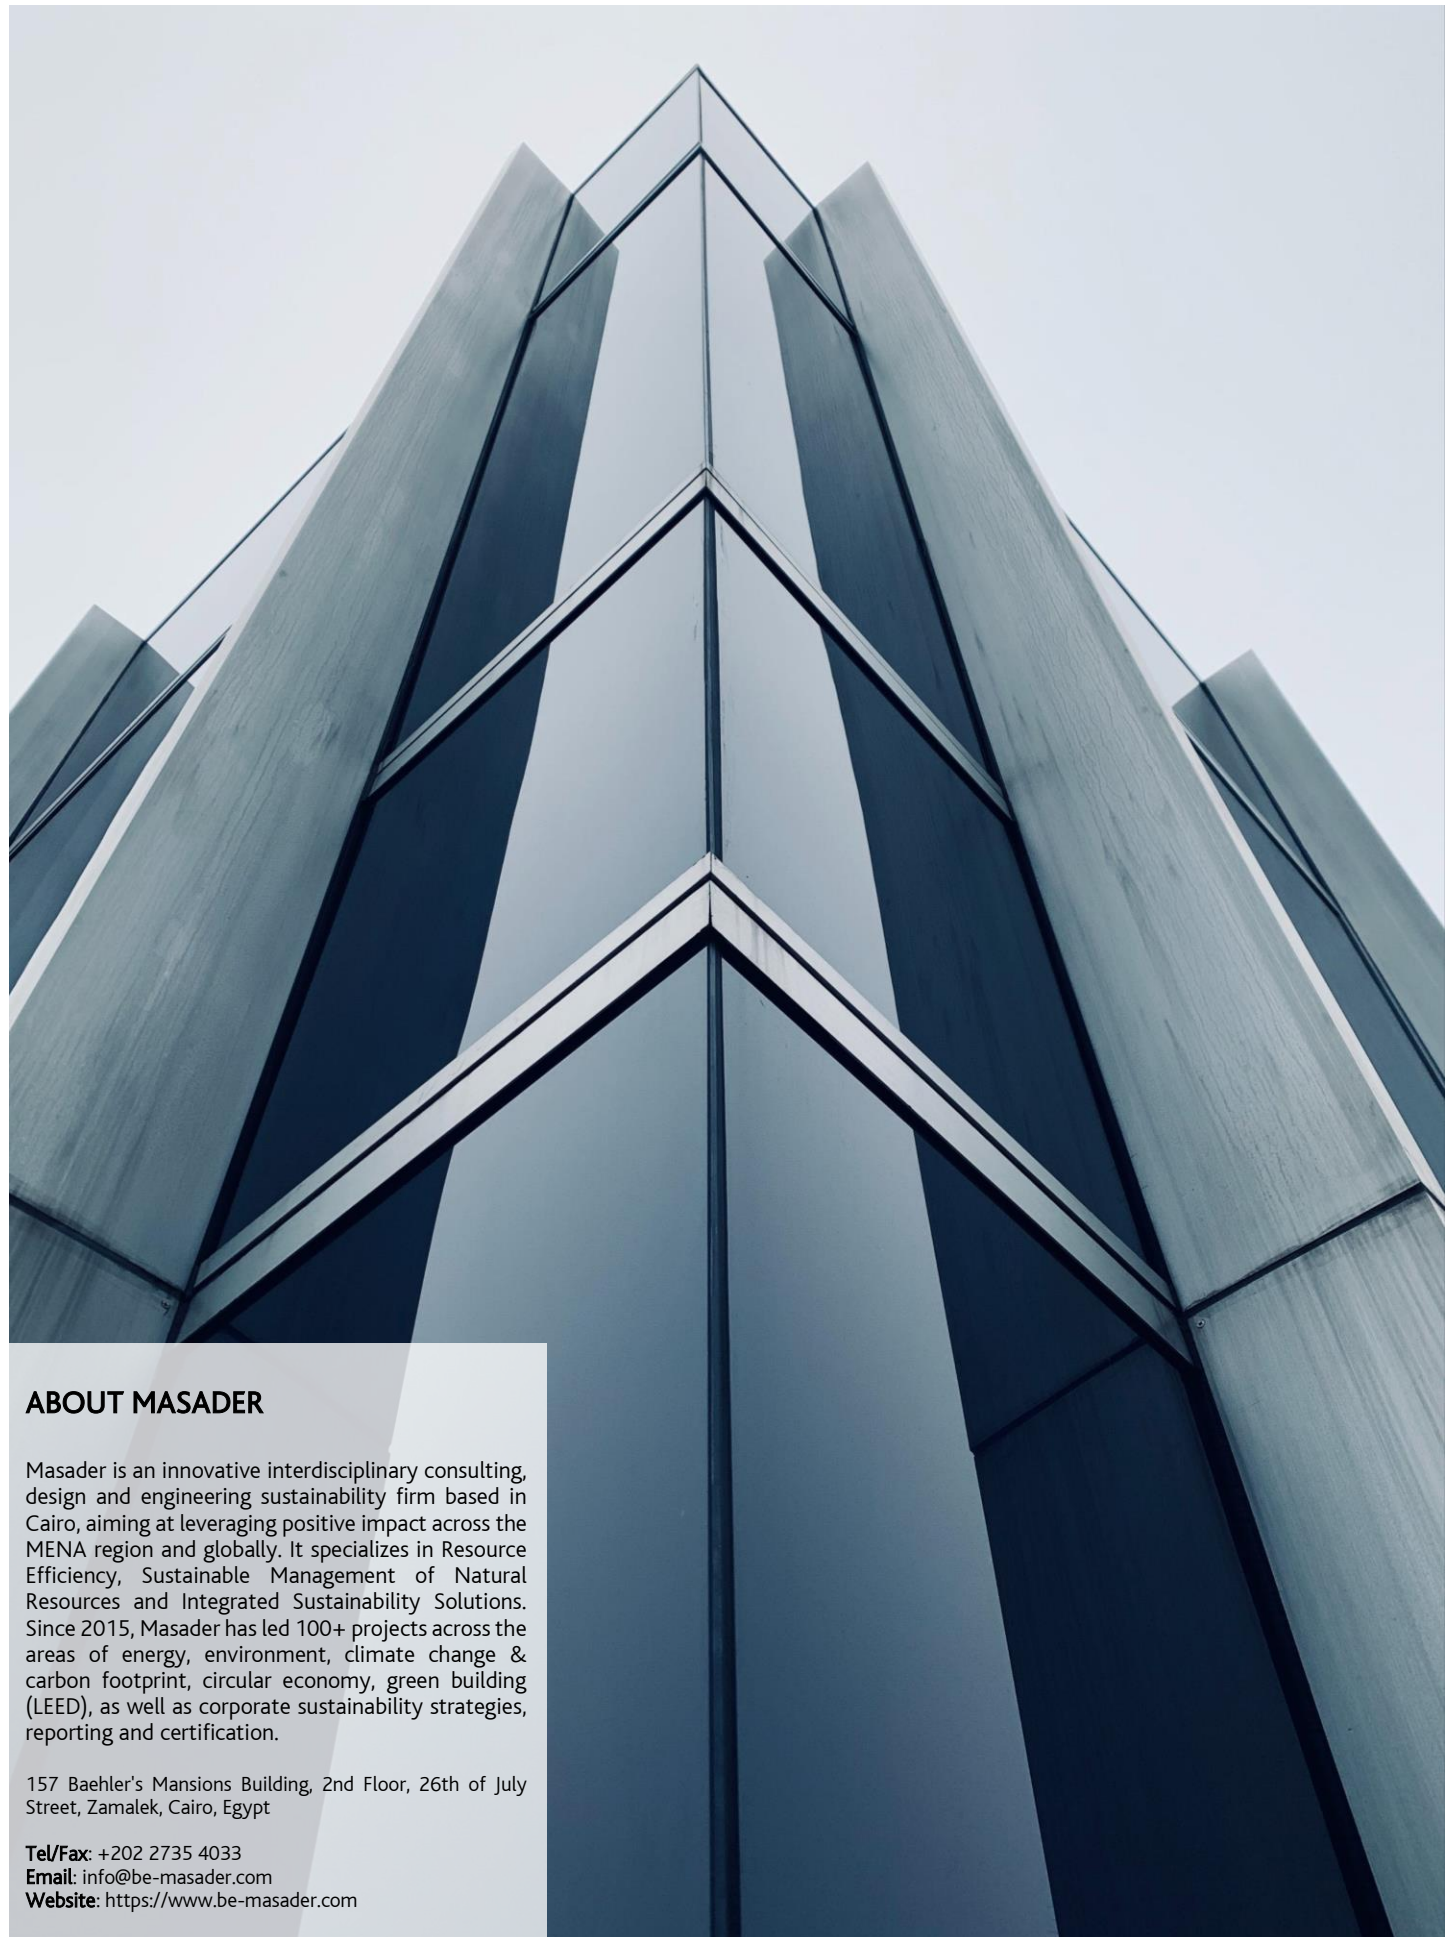 ABOUT MASADER
Masader is an innovative interdisciplinary consulting,
design and engineering sustainability firm based in
Cairo, aiming at leveraging positive impact across the
MENA region and globally. It specializes in Resource
Efficiency, Sustainable Management of Natural
Resources and Integrated Sustainability Solutions.
Since 2015, Masader has led 100+ projects across the
areas of energy, environment, climate change &
carbon footprint, circular economy, green building
(LEED), as well as corporate sustainability strategies,
reporting and certification.
157 Baehler's Mansions Building, 2nd Floor, 26th of July
Street, Zamalek, Cairo, Egypt
Tel/Fax: +202 2735 4033
Email: info@be-masader.com
Website: https://www.be-masader.com